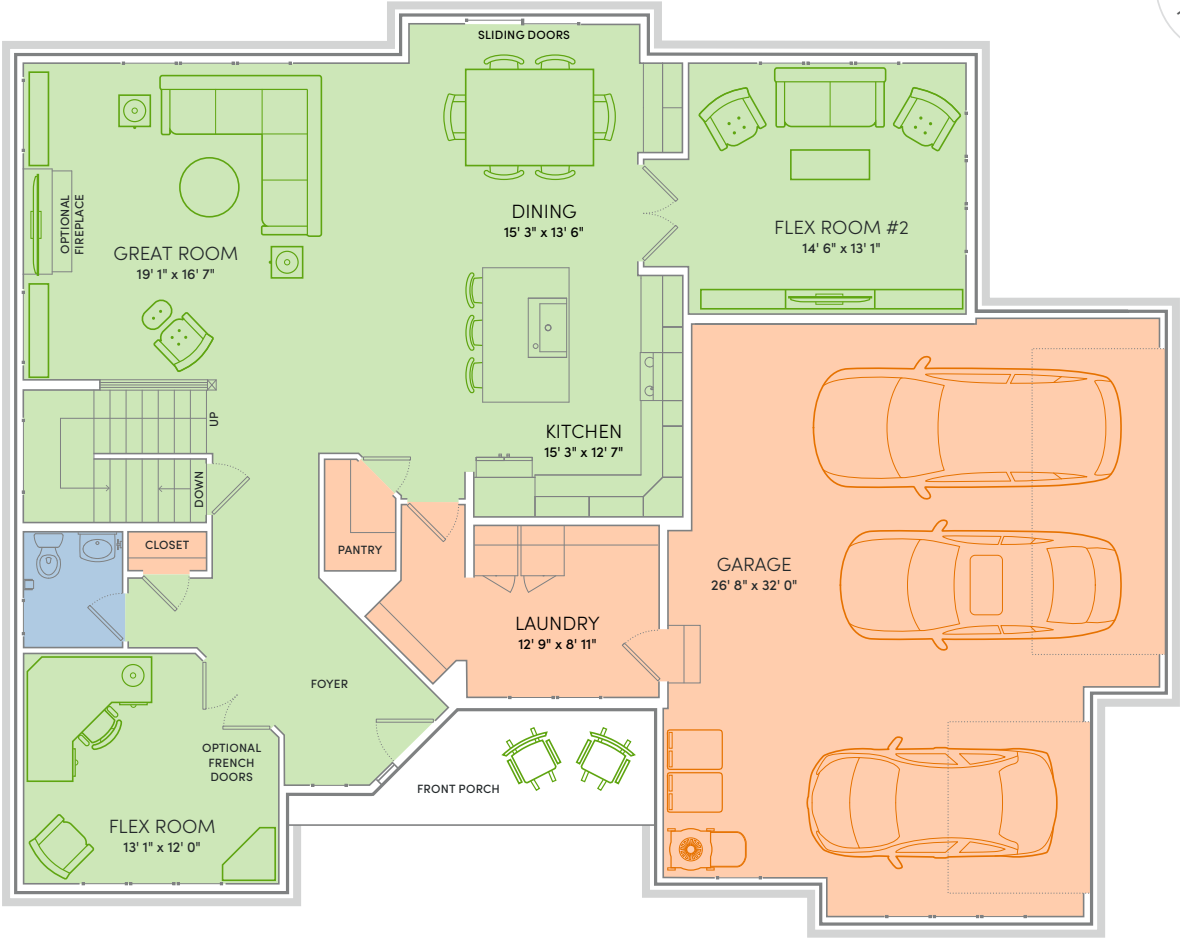 SLIDING DOORS
OPTIONAL
FIREPLACE
GREAT ROOM
19' 1" x 16' 7"
DINING
15' 3" x 13' 6"
FLEX ROOM #2
14' 6" x 13' 1"
UP
DOWN
KITCHEN
15' 3" x 12' 7"
CLOSET
PANTRY
GARAGE
26' 8" x 32' 0"
LAUNDRY
12' 9" x 8' 11"
FOYER
OPTIONAL
FRENCH
DOORS
FRONT PORCH
FLEX ROOM
13' 1" x 12' 0"